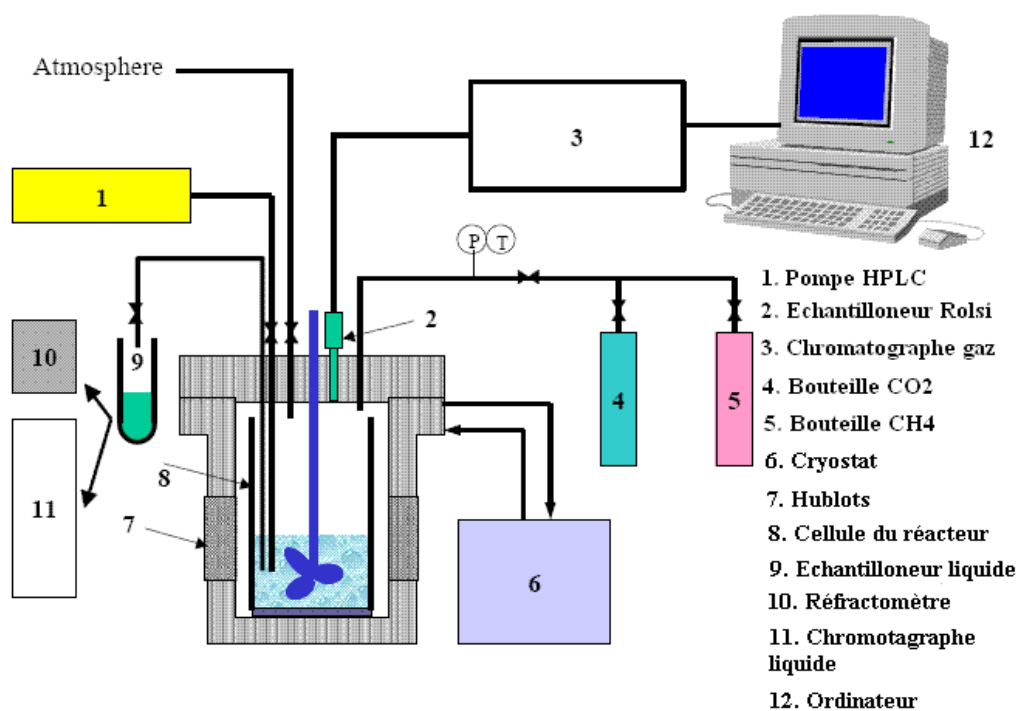 Atmosphere
3
12
1
P T
1. Pompe HPLC
2. Echantilloneur Rolsi
3. Chromatographe gaz
4. Bouteille CO2
5. Bouteille CH4
6. Cryostat
7. Hublots
8. Cellule du réacteur
9. Echantilloneur liquide
10. Réfractomètre
11. Chromotagraphe
liquide
12. Ordinateur
2
9
10
4
5
8
11
7
6